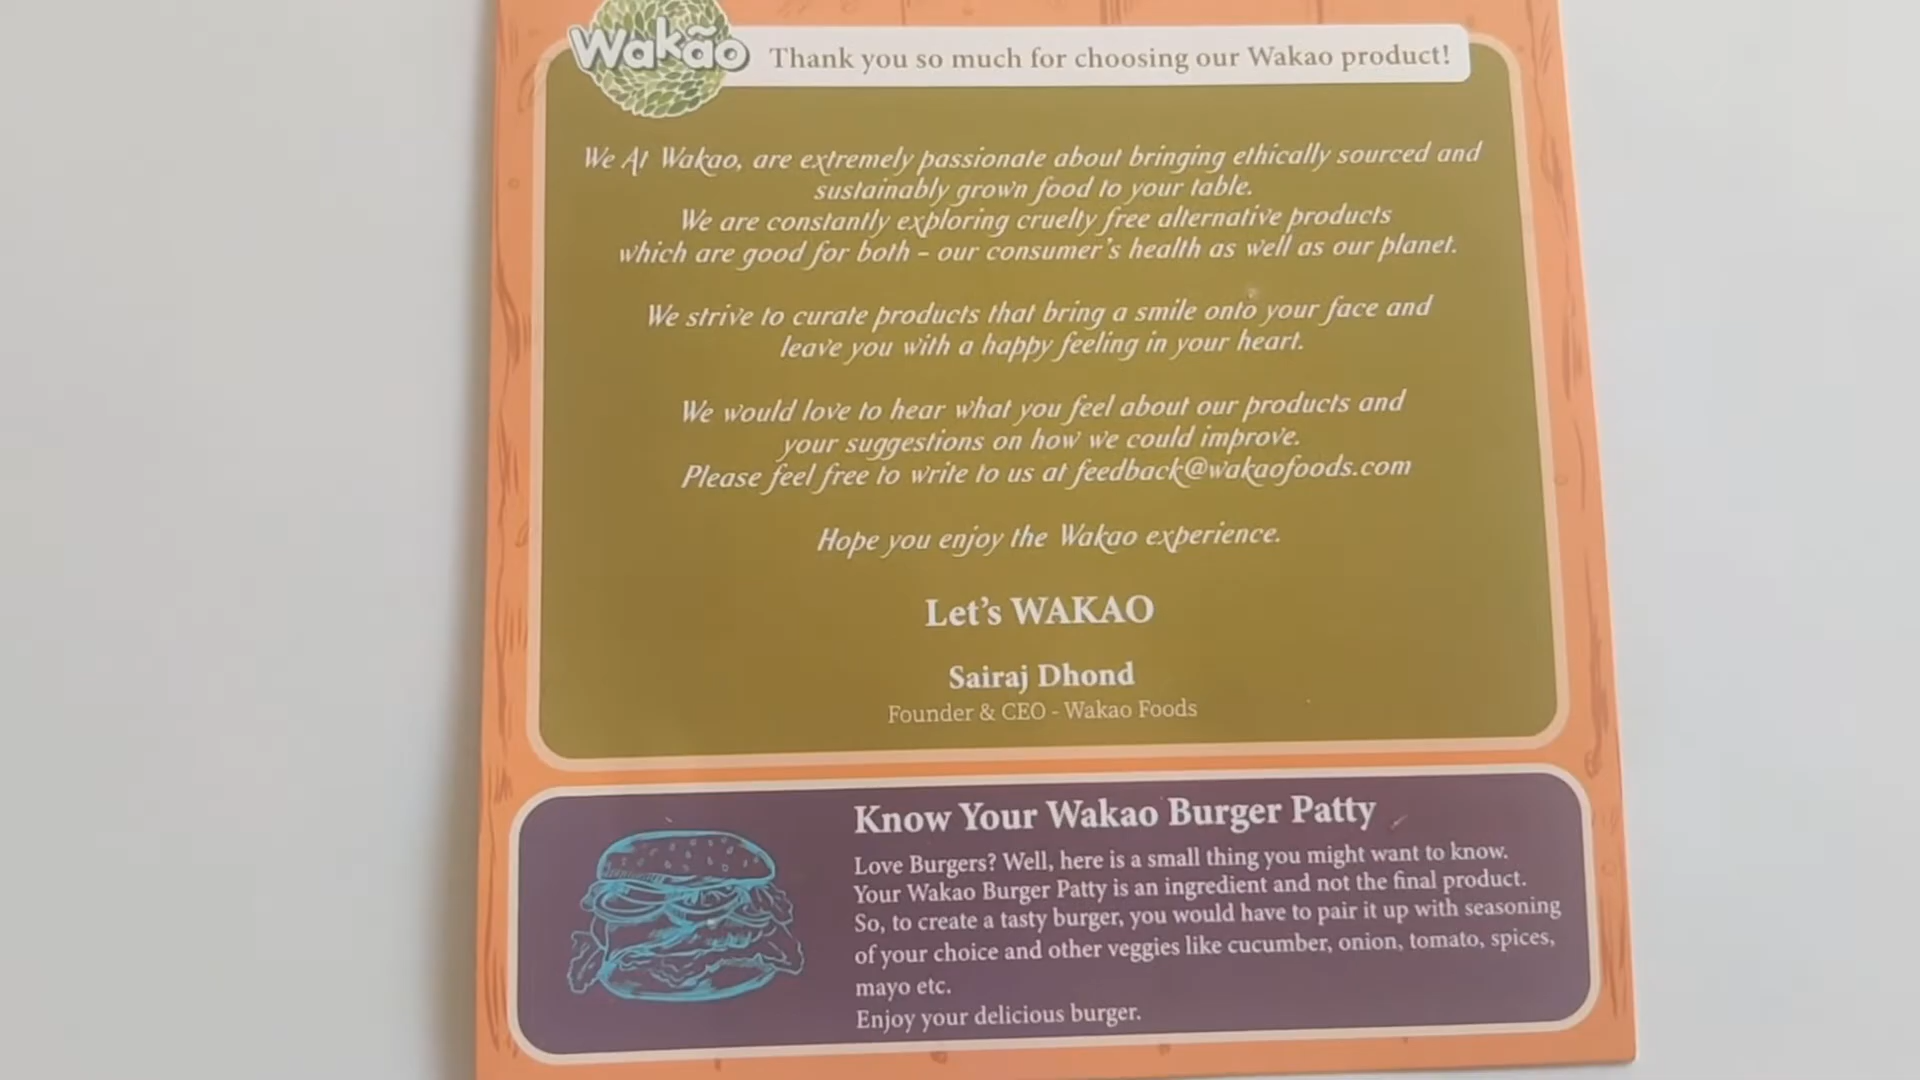 Wakão
Thank you so much for choosing our Wakao product!
We At Wakao, are extremely passionate about bringing ethically sourced and
sustainably grown food to your table.
We are constantly exploring cruelty free alternative products
which are good for both - our consumer's health as well as our planet.
We strive to curate products that bring a smile onto your face and
leave you with a happy feeling in your heart.
We would love to hear what you feel about our products and
your suggestions on how we could improve.
Please feel free to write to us at feedback@wakaofoods.com
Hope you enjoy the Wakao experience.
Let's WAKAO
Sairaj Dhond
Founder & CEO - Wakao Foods
Know Your Wakao Burger Patty
Love Burgers? Well, here is a small thing you might want to know.
Your Wakao Burger Patty is an ingredient and not the final product.
So, to create a tasty burger, you would have to pair it up with seasoning
of your choice and other veggies like cucumber, onion, tomato, spices,
mayo etc.
Enjoy your delicious burger.